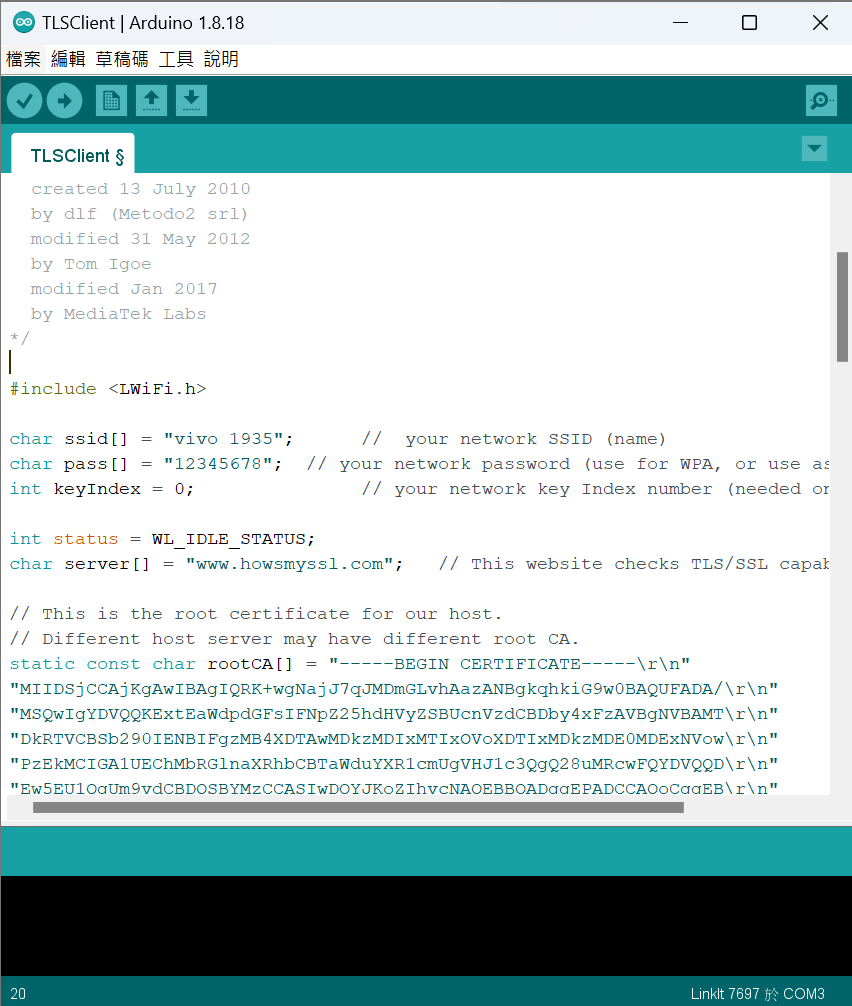 TLSClient | Arduino 1.8.18
檔案 編輯 草稿碼 工具 說明
TLSClient §
created 13 July 2010
by dlf (Metodo2 srl)
modified 31 May 2012
by Tom Igoe
modified Jan 2017
by MediaTek Labs
*/
#include <LWiFi.h>
char ssid[] = "vivo 1935"; // your network SSID (name)
char pass[] = "12345678"; // your network password (use for WPA, or use as
int keyIndex = 0; // your network key Index number (needed or
int status = WL_IDLE_STATUS;
char server[] = "www.howsmyssl.com"; // This website checks TLS/SSL capab
// This is the root certificate for our host.
// Different host server may have different root CA.
static const char rootCA[] = "-----BEGIN CERTIFICATE-----\r\n"
"MIIDSjCCAjKgAwIBAgIQRK+wgNajJ7qJMDmGLvhAazANBgkqhkiG9w0BAQUFADA/\r\n"
"MSQwIgYDVQQKExtEaWdpdGFsIFNpZ25hdHVyZSBUcnVzdCBDby4xFzAVBgNVBAMT\r\n"
"DkRTVCBSb290IENBIFgzMB4XDTAwMDkzMDIxMTIxOVoXDTIxMDkzMDE0MDExNVow\r\n"
"PzEkMCIGA1UEChMbRGlnaXRhbCBTaWduYXR1cmUgVHJ1c3QgQ28uMRcwFQYDVQQD\r\n"
"Ew5EU1QgUm9vdCBDQSBYMzCCASIwDQYJKoZIhvcNAQEBBQADggEPADCCAQoCggEB\r\n"
20
LinkIt 7697 於 COM3